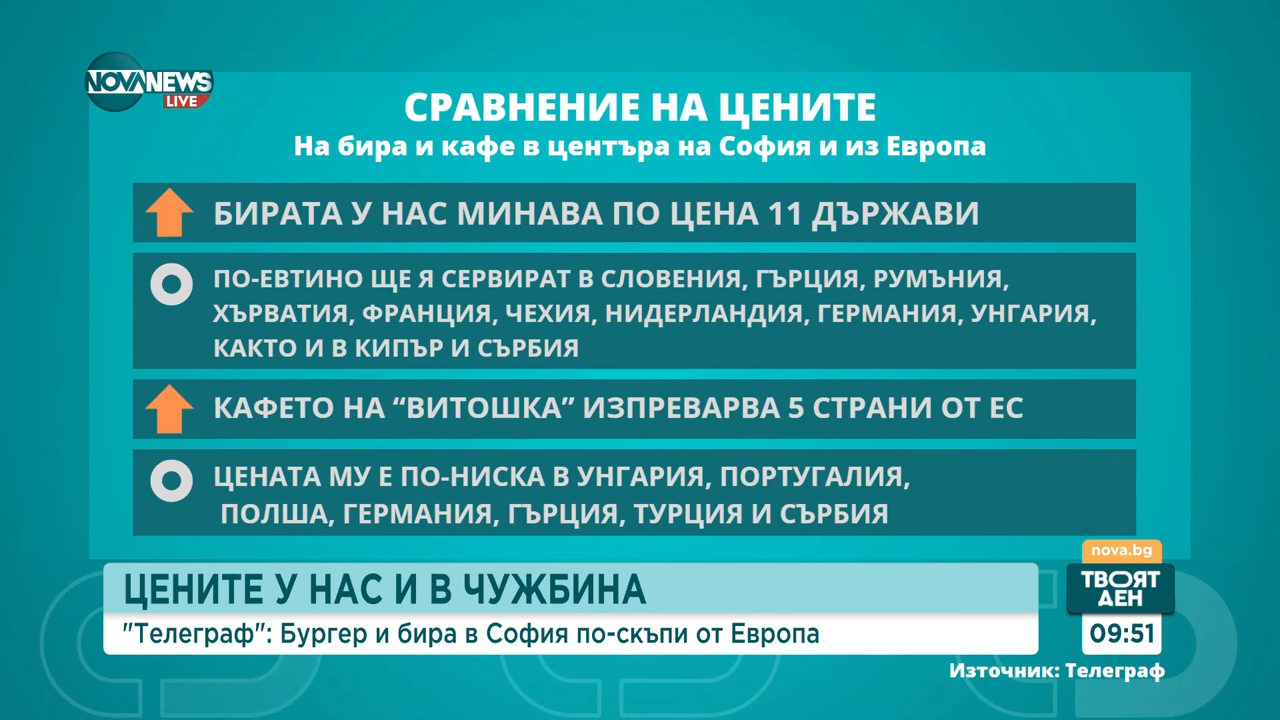 NOVANEWS
LIVE
СРАВНЕНИЕ НА ЦЕНИТЕ
На бира и кафе в центъра на София и из Европа
БИРАТА У НАС МИНАВА ПО ЦЕНА 11 ДЪРЖАВИ
ПО-ЕВТИНО ЩЕ Я СЕРВИРАТ В СЛОВЕНИЯ, ГЪРЦИЯ, РУМЪНИЯ,
ХЪРВАТИЯ, ФРАНЦИЯ, ЧЕХИЯ, НИДЕРЛАНДИЯ, ГЕРМАНИЯ, УНГАРИЯ,
КАКТО И В КИПЪР И СЪРБИЯ
КАФЕТО НА “ВИТОШКА” ИЗПРЕВАРВА 5 СТРАНИ ОТ ЕС
ЦЕНАТА МУ Е ПО-НИСКА В УНГАРИЯ, ПОРТУГАЛИЯ,
ПОЛША, ГЕРМАНИЯ, ГЪРЦИЯ, ТУРЦИЯ И СЪРБИЯ
nova.bg
ЦЕНИТЕ У НАС И В ЧУЖБИНА
ТВОЯТ
ДЕН
"Телеграф": Бургер и бира в София по-скъпи от Европа
09:51
Източник: Телеграф